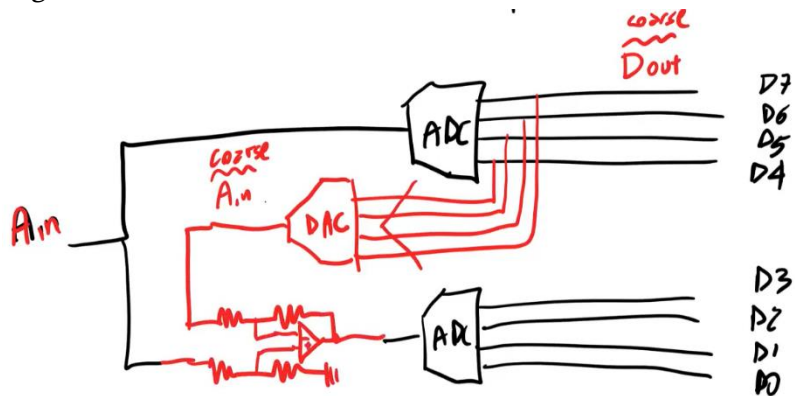 coarse
Dout
D7
ADC
D6
D5
D4
coarse
Ain
DAC
Ain
D3
D2
ADC
D1
D0